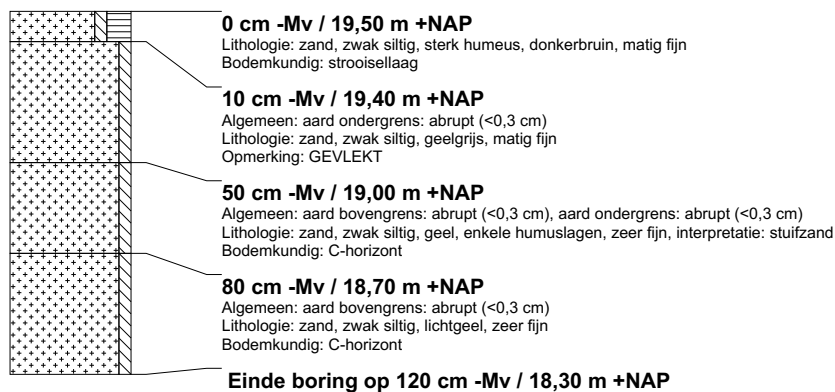 0 cm -Mv / 19,50 m +NAP
Lithologie: zand, zwak siltig, sterk humeus, donkerbruin, matig fijn
Bodemkundig: strooisellaag
10 cm -Mv / 19,40 m +NAP
Algemeen: aard ondergrens: abrupt (<0,3 cm)
Lithologie: zand, zwak siltig, geelgrijs, matig fijn
Opmerking: GEVLEKT
50 cm -Mv / 19,00 m +NAP
Algemeen: aard bovengrens: abrupt (<0,3 cm), aard ondergrens: abrupt (<0,3 cm)
Lithologie: zand, zwak siltig, geel, enkele humuslagen, zeer fijn, interpretatie: stuifzand
Bodemkundig: C-horizont
80 cm -Mv / 18,70 m +NAP
Algemeen: aard bovengrens: abrupt (<0,3 cm)
Lithologie: zand, zwak siltig, lichtgeel, zeer fijn
Bodemkundig: C-horizont
Einde boring op 120 cm -Mv / 18,30 m +NAP